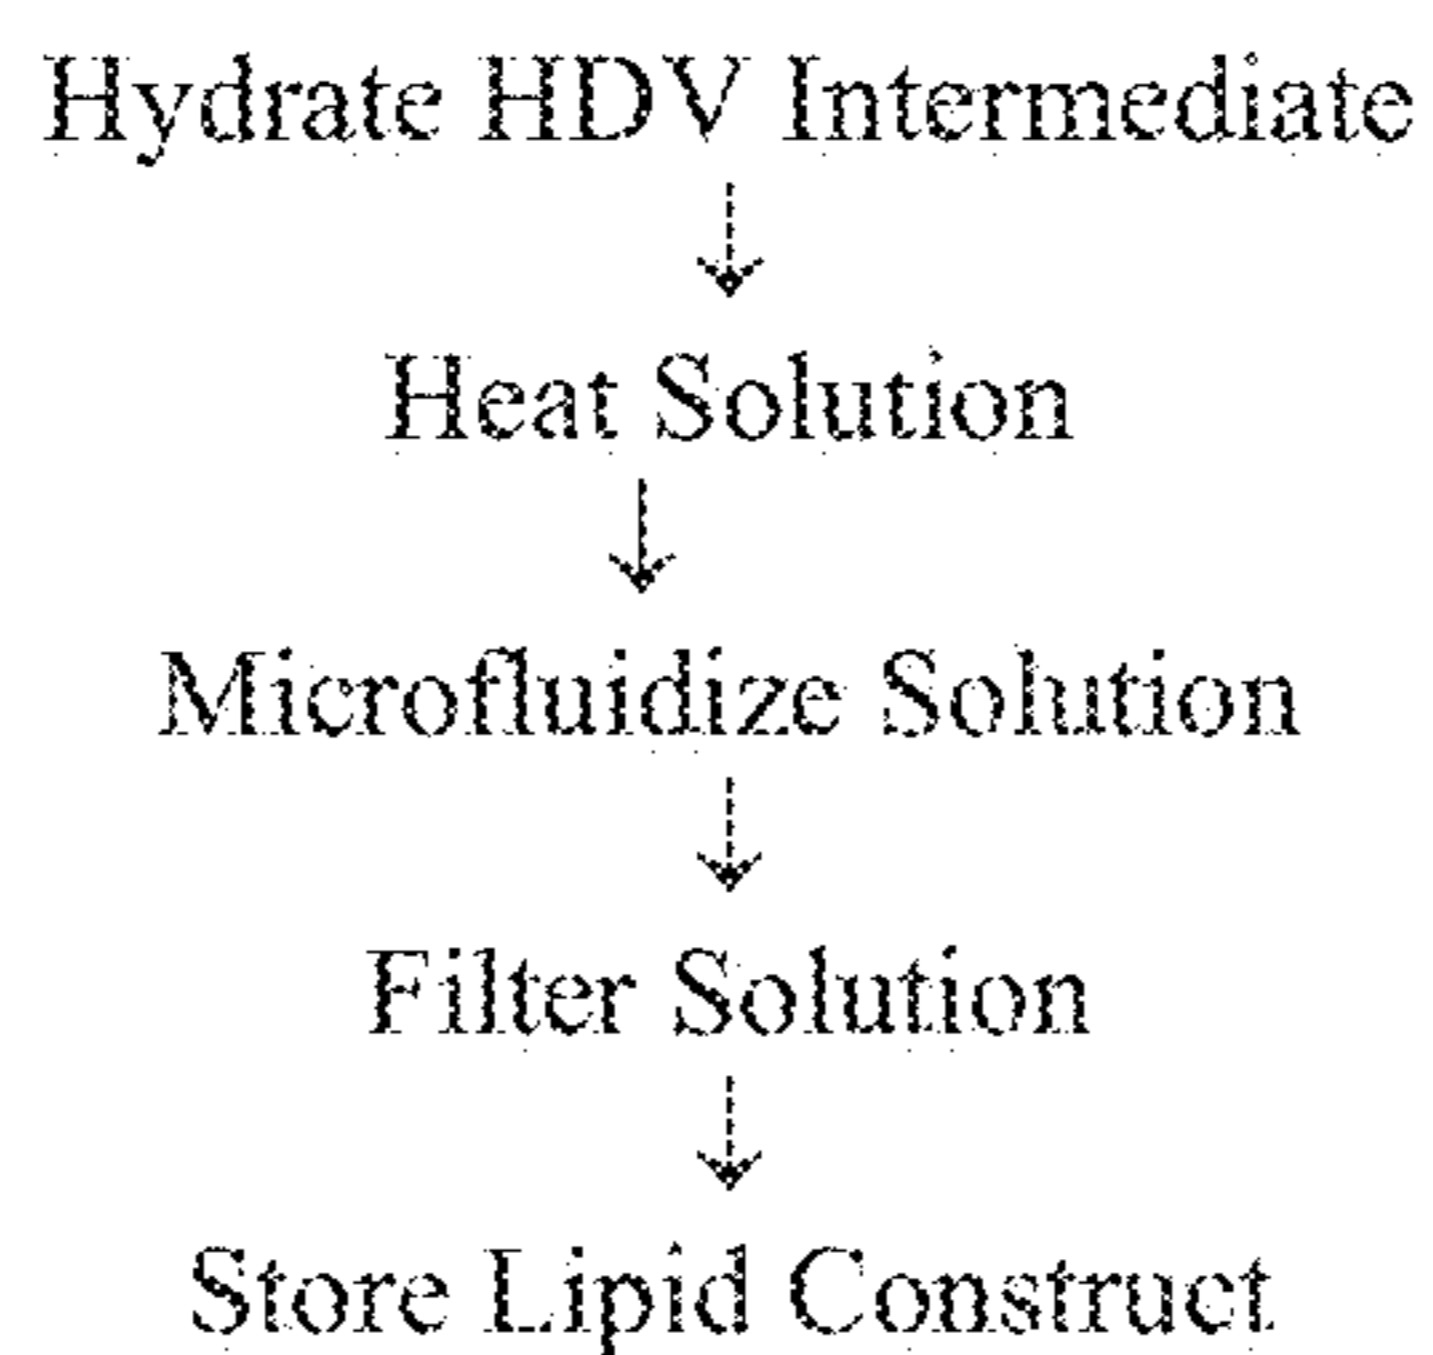 Hydrate HDV Intermediate
Heat Solution
Microfluidize Solution
Filter Solution
Store Lipid Construct